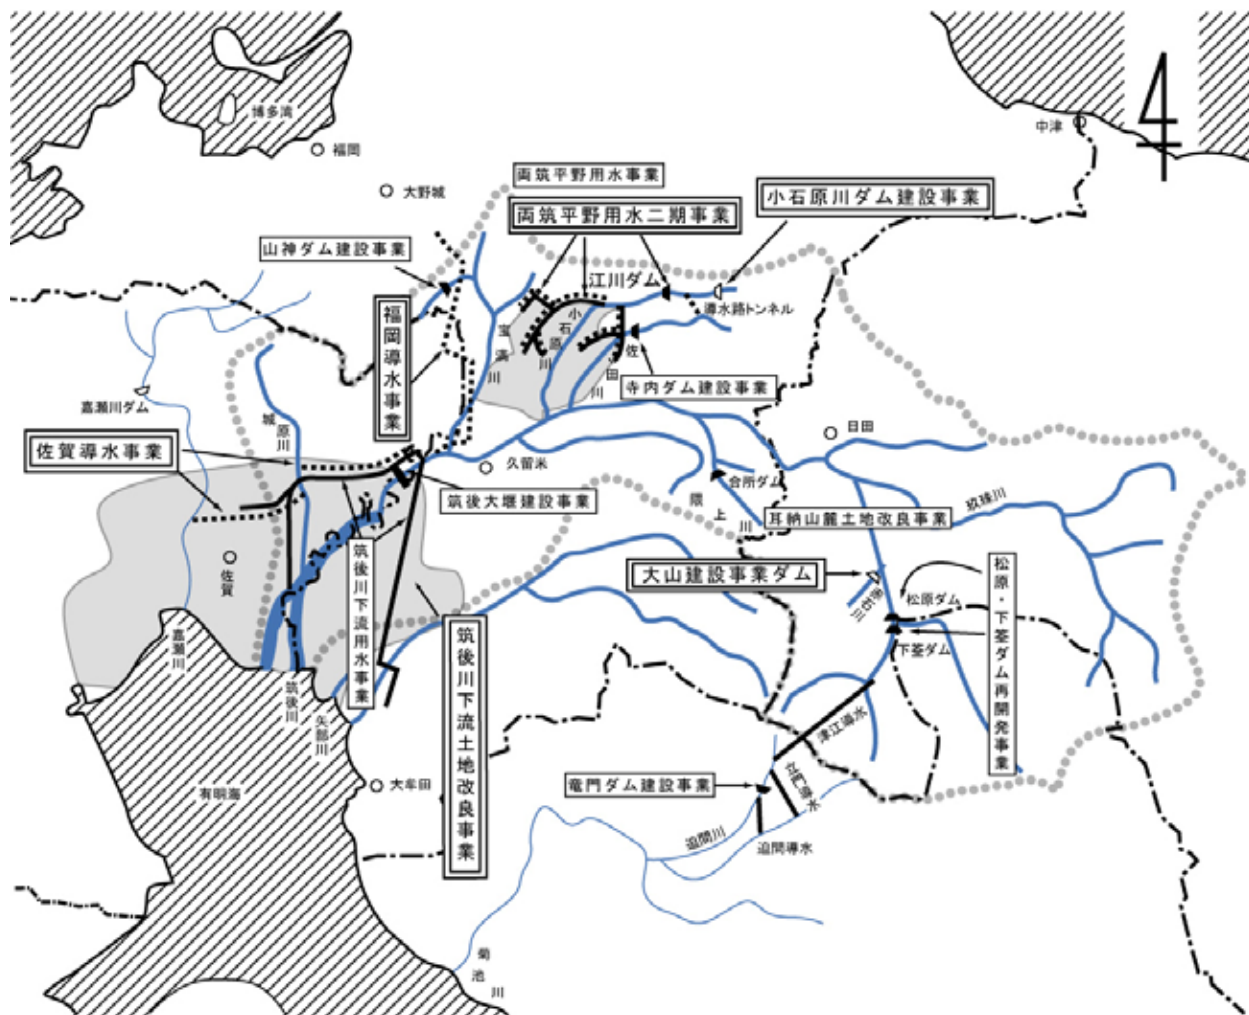 博多湾
福岡
中津
大野城
両筑平野用水事業
小石原川ダム建設事業
両筑平野用水二期事業
山神ダム建設事業
江川ダム
導水路トンネル
福岡導水事業
宝満川
小石原川
佐田川
寺内ダム建設事業
嘉瀬川ダム
城原川
佐賀導水事業
久留米
日田
合所ダム
筑後大堰建設事業
隈上川
耳納山麓土地改良事業
玖珠川
佐賀
筑後川下流用水事業
大山建設事業ダム
赤石川
松原ダム
下荃ダム
松原・下荃ダム再開発事業
筑後川下流土地改良事業
嘉瀬川
筑後川
矢部川
津江導水
立門導水
有明海
大牟田
竜門ダム建設事業
迫間川
迫間導水
菊池川